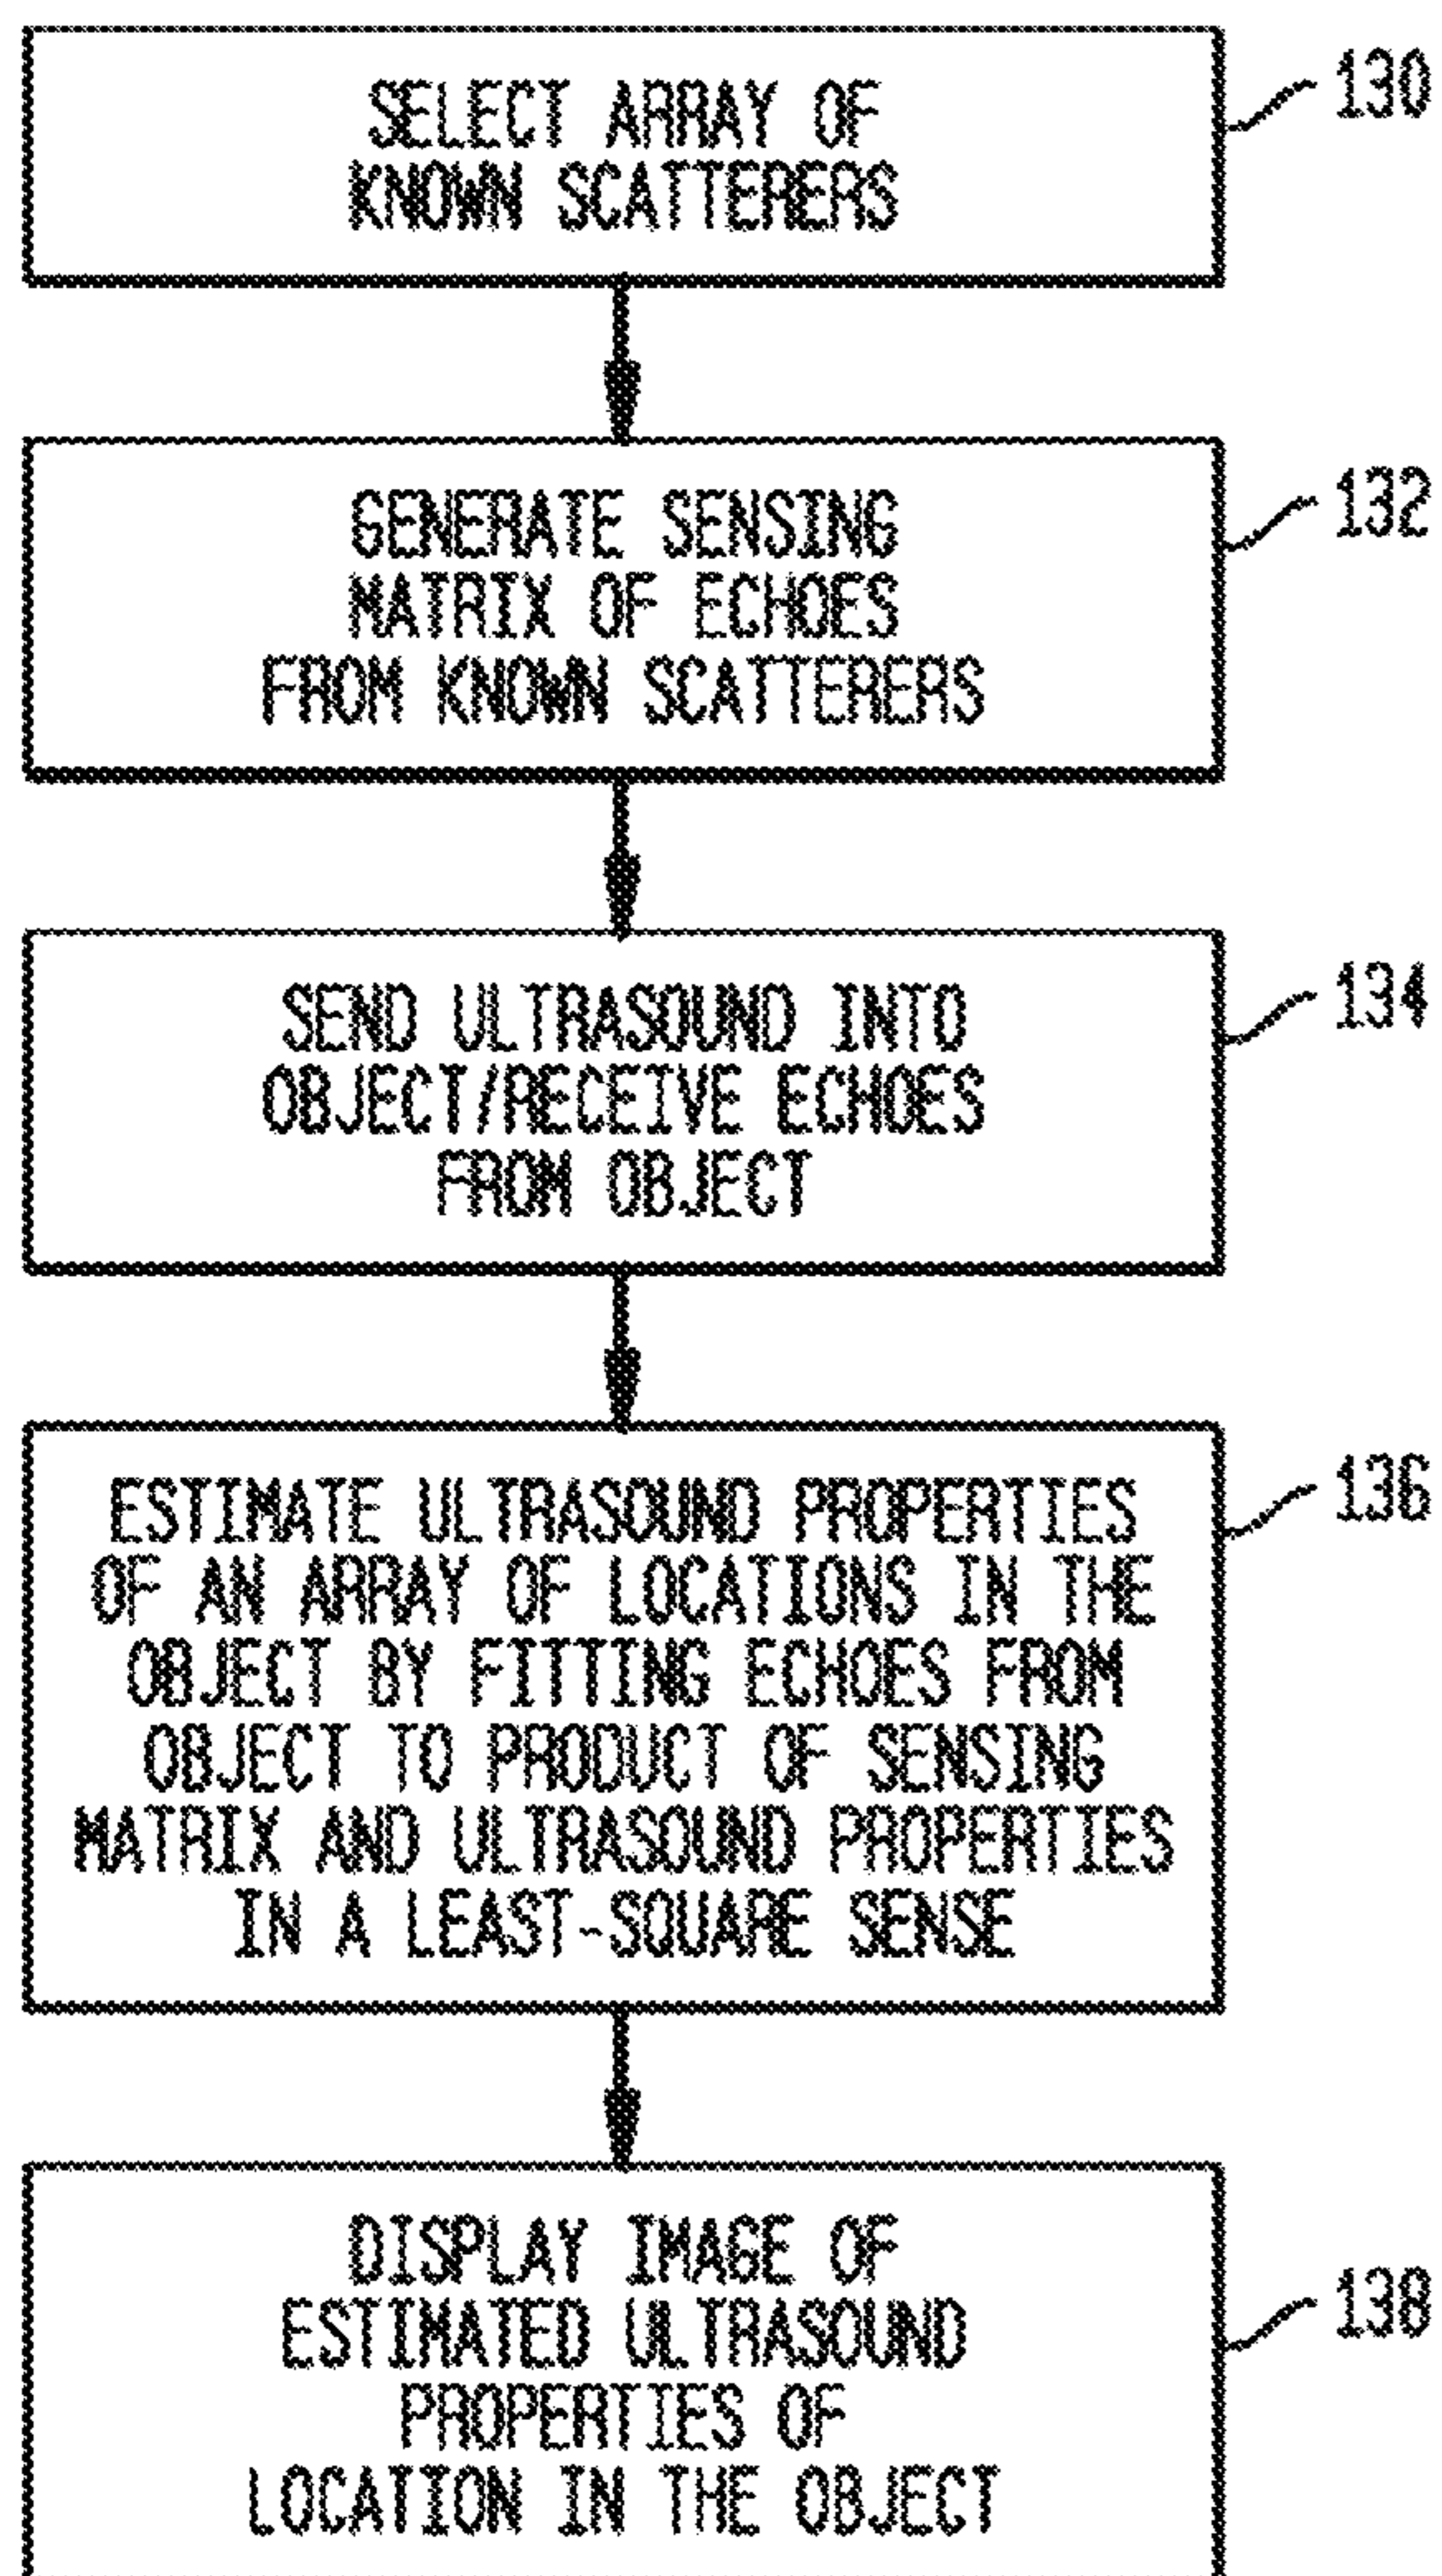 SELECT ARRAY OF
KNOWN SCATTERERS
130
GENERATE SENSING
MATRIX OF ECHOES
FROM KNOWN SCATTERERS
132
SEND ULTRASOUND INTO
OBJECT/RECEIVE ECHOES
FROM OBJECT
134
ESTIMATE ULTRASOUND PROPERTIES
OF AN ARRAY OF LOCATIONS IN THE
OBJECT BY FITTING ECHOES FROM
OBJECT TO PRODUCT OF SENSING
MATRIX AND ULTRASOUND PROPERTIES
IN A LEAST-SQUARE SENSE
136
DISPLAY IMAGE OF
ESTIMATED ULTRASOUND
PROPERTIES OF
LOCATION IN THE OBJECT
138